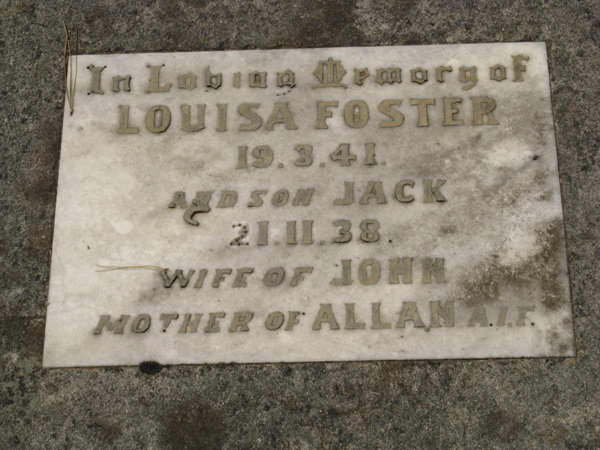 In Loving Memory of
LOUISA FOSTER
19.3.41.
AND SON JACK
21.11.38.
WIFE OF JOHN
MOTHER OF ALLAN A.I.F.